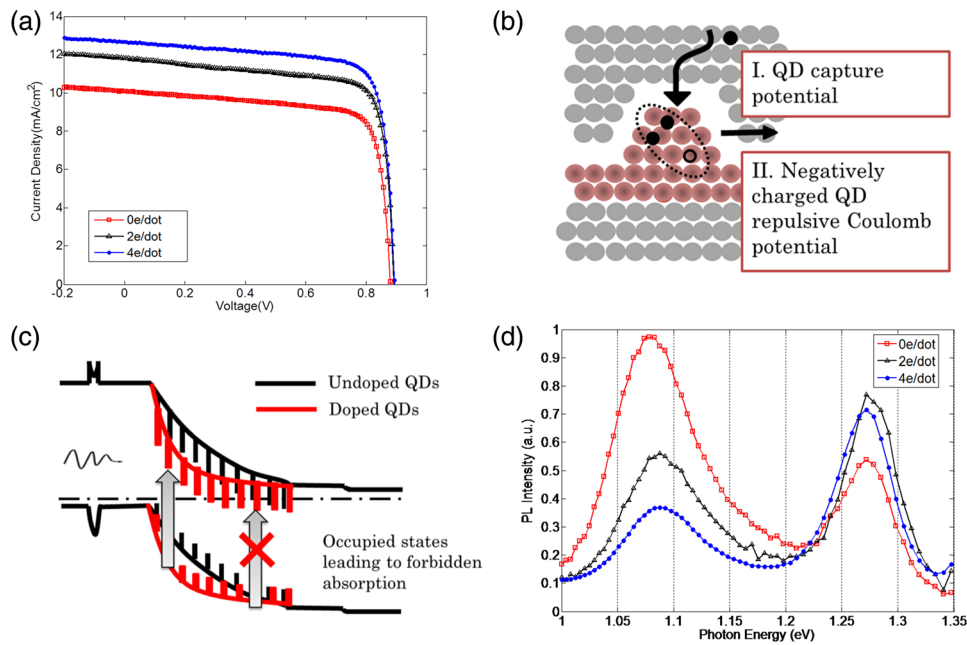 (a)
14
12
10
8
6
4
2
0
Current Density(mA/cm²)
0e/dot
2e/dot
4e/dot
-0.2
0
0.2
0.4
0.6
0.8
1
Voltage(V)
(b)
I. QD capture
potential
II. Negatively
charged QD
repulsive Coulomb
potential
(c)
Undoped QDs
Doped QDs
Occupied states
leading to forbidden
absorption
(d)
1
0.9
0.8
0.7
0.6
0.5
0.4
0.3
0.2
0.1
0
PL Intensity (a.u.)
0e/dot
2e/dot
4e/dot
1
1.05
1.1
1.15
1.2
1.25
1.3
1.35
Photon Energy (eV)